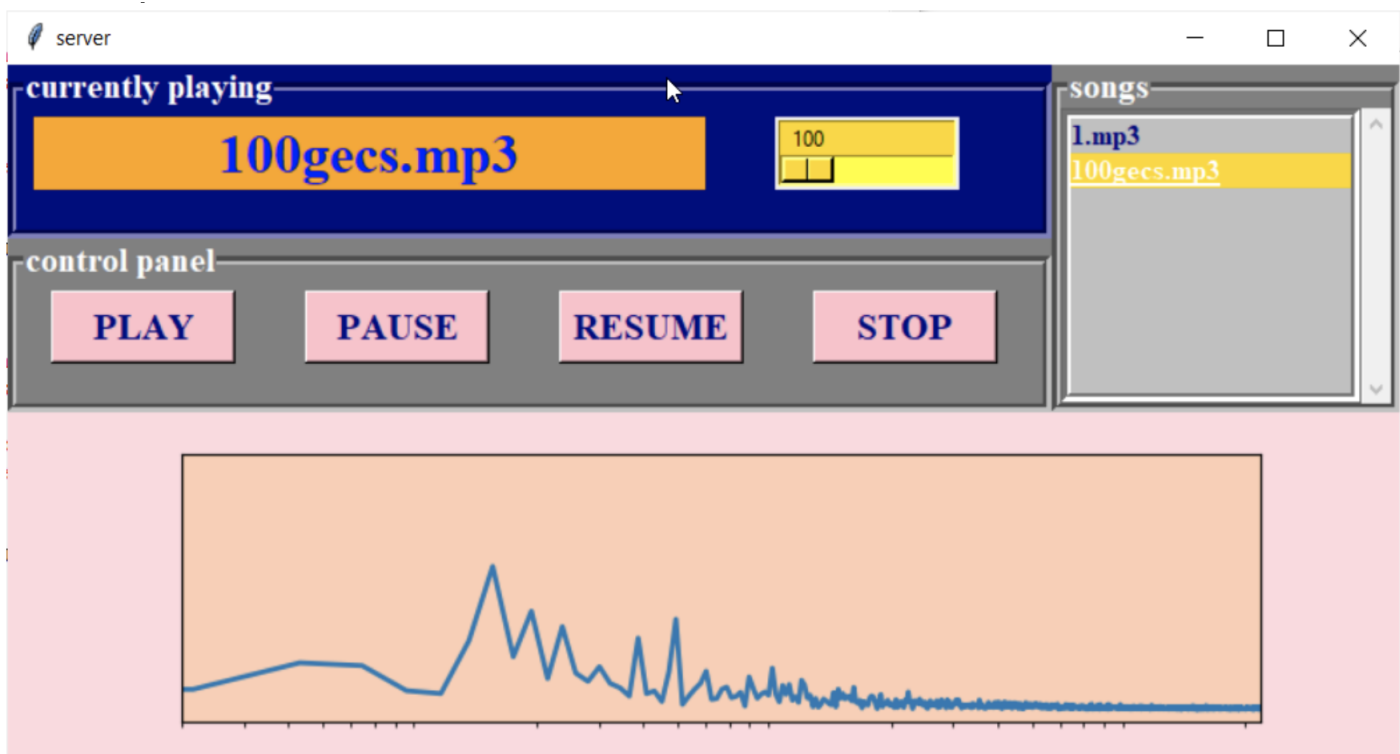 server
currently playing
100gecs.mp3
100
songs
1.mp3
100gecs.mp3
control panel
PLAY
PAUSE
RESUME
STOP